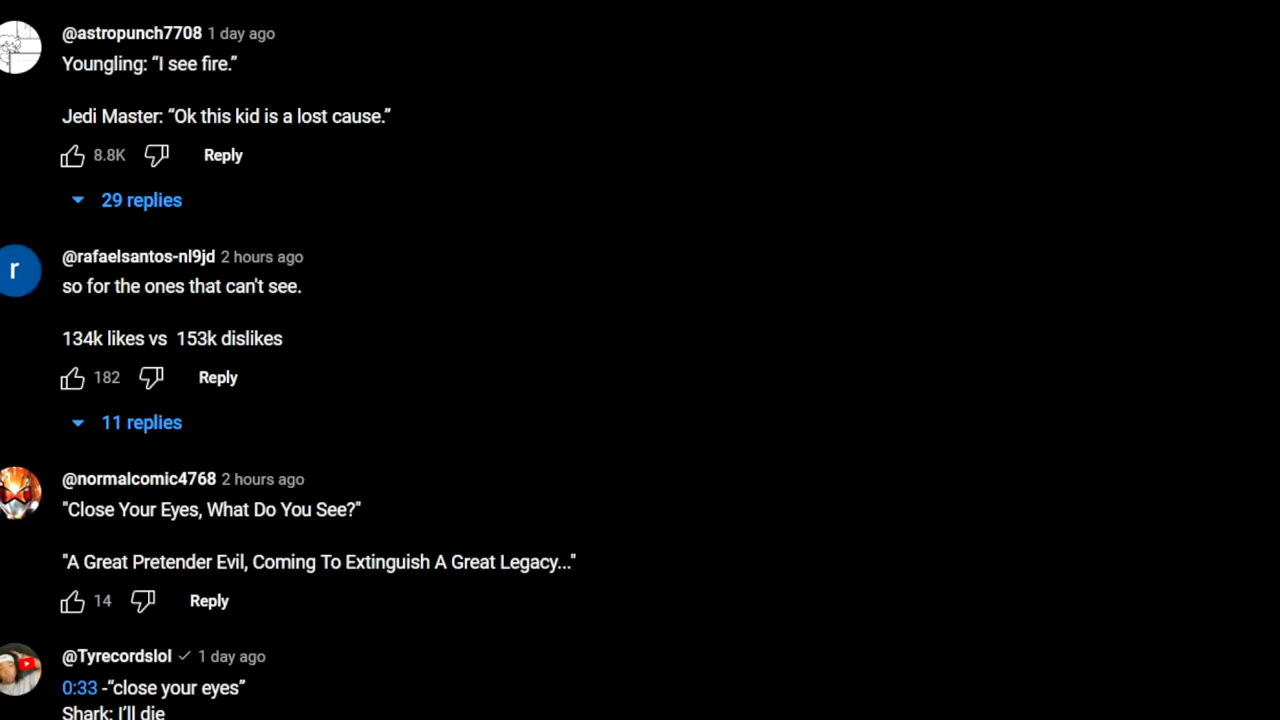 @astropunch7708 1 day ago
Youngling: “I see fire.”
Jedi Master: “Ok this kid is a lost cause.”
8.8K Reply
29 replies
r
@rafaelsantos-nl9jd 2 hours ago
so for the ones that can't see.
134k likes vs 153k dislikes
182 Reply
11 replies
@normalcomic4768 2 hours ago
"Close Your Eyes, What Do You See?"
"A Great Pretender Evil, Coming To Extinguish A Great Legacy..."
14 Reply
@Tyrecordslol 1 day ago
0:33 -“close your eyes”
Shark: I’ll die